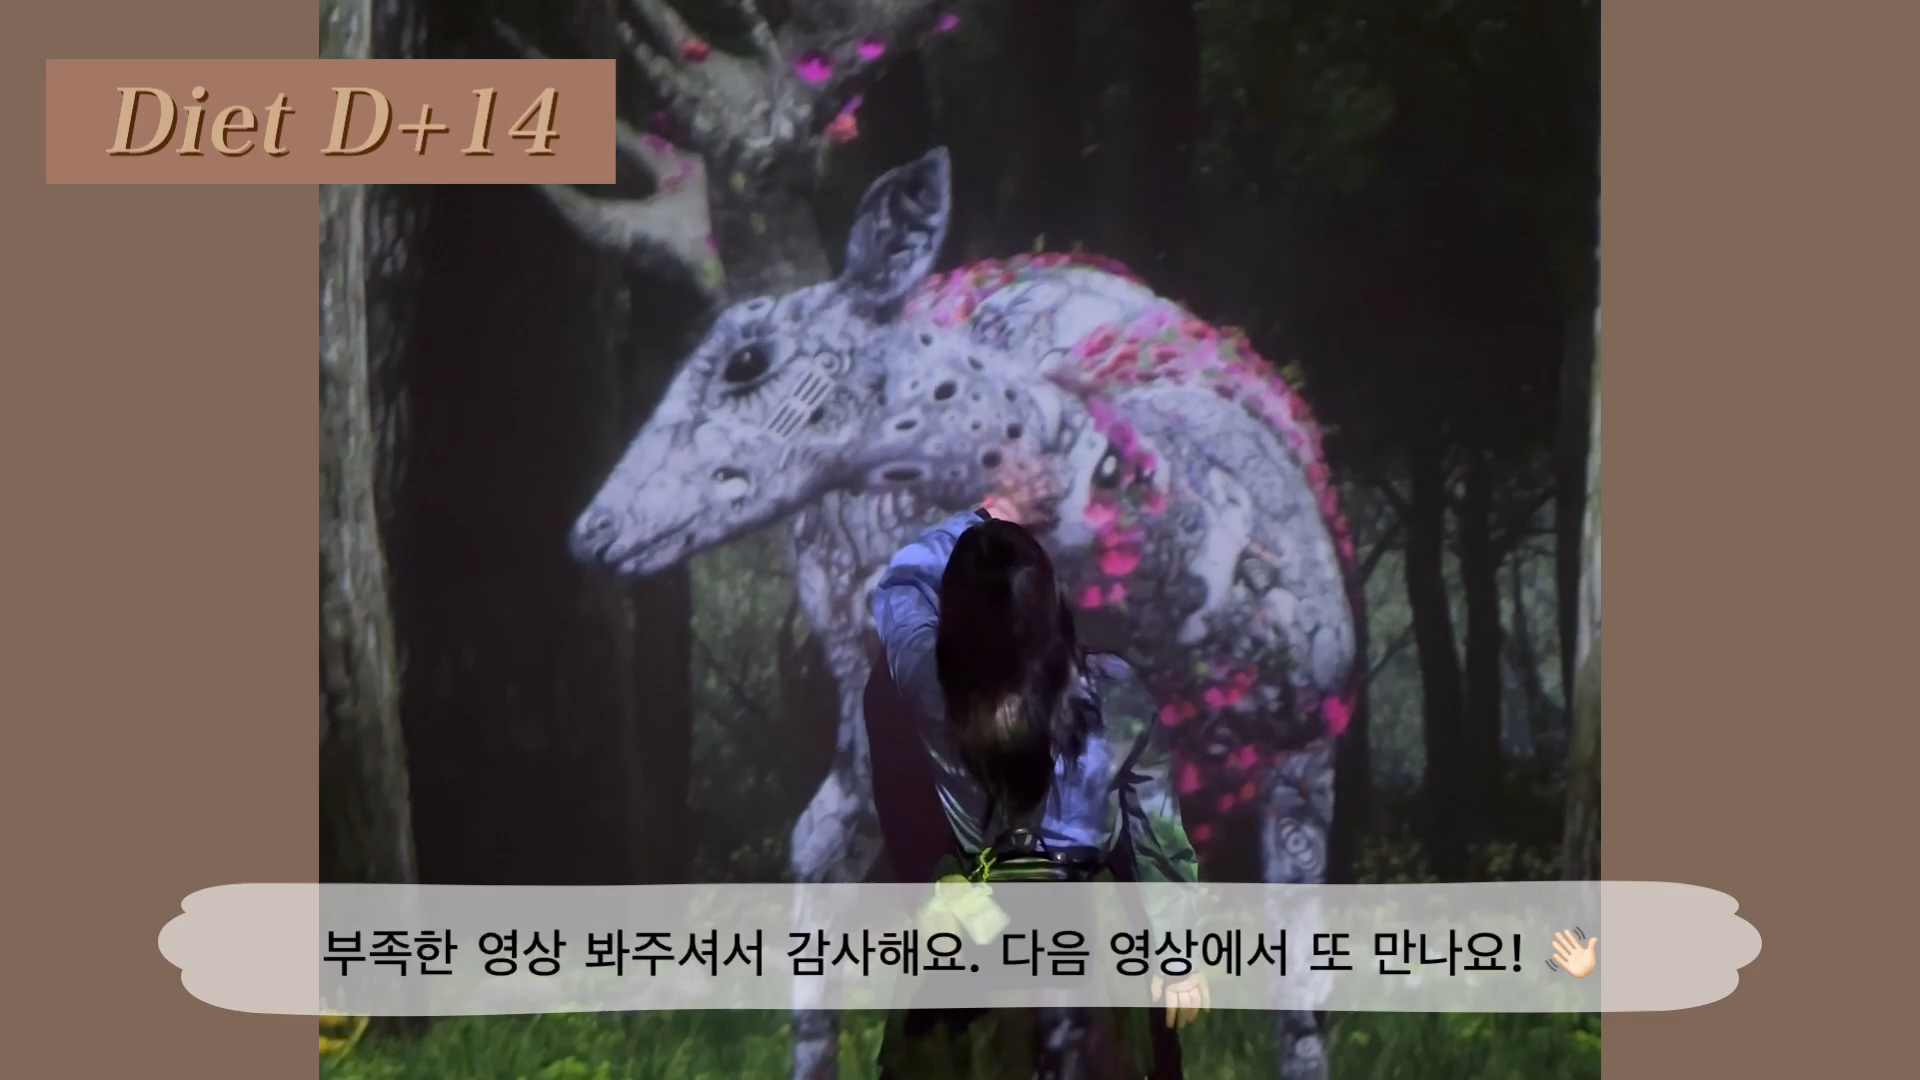 Diet D+14
부족한 영상 봐주셔서 감사해요. 다음 영상에서 또 만나요! 👋🏻